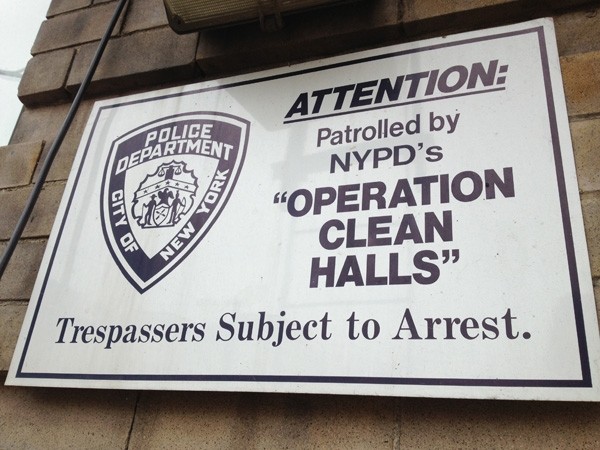 POLICE
DEPARTMENT
CITY OF
NEW YORK
ATTENTION:
Patrolled by
NYPD's
"OPERATION
CLEAN
HALLS"
Trespassers Subject to Arrest.